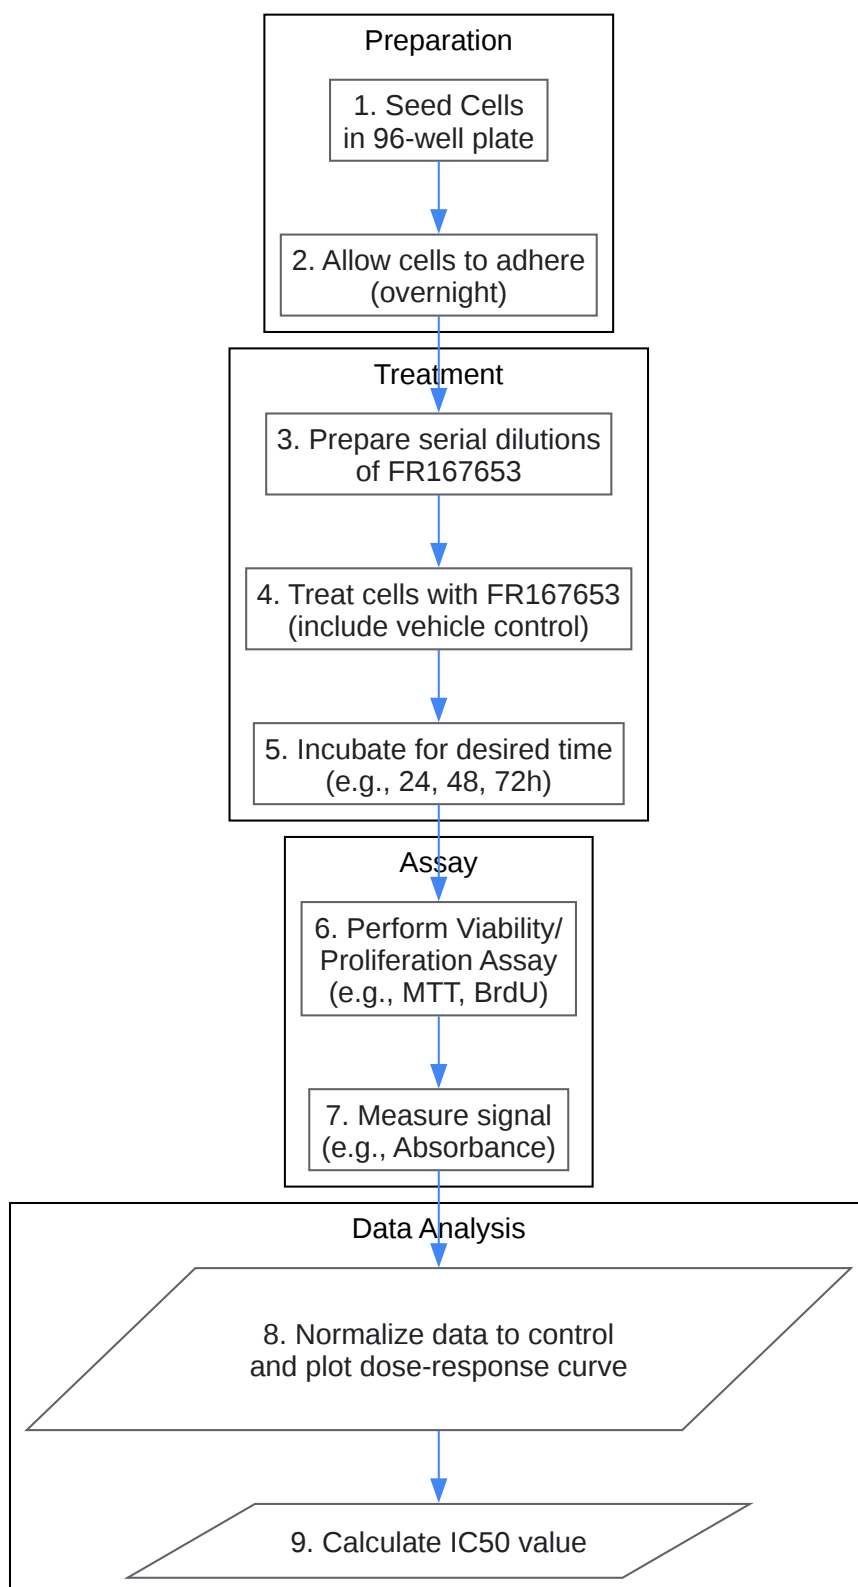 Preparation
1. Seed Cells
in 96-well plate
2. Allow cells to adhere
(overnight)
Treatment
3. Prepare serial dilutions
of FR167653
4. Treat cells with FR167653
(include vehicle control)
5. Incubate for desired time
(e.g., 24, 48, 72h)
Assay
6. Perform Viability/
Proliferation Assay
(e.g., MTT, BrdU)
7. Measure signal
(e.g., Absorbance)
Data Analysis
8. Normalize data to control
and plot dose-response curve
9. Calculate IC50 value